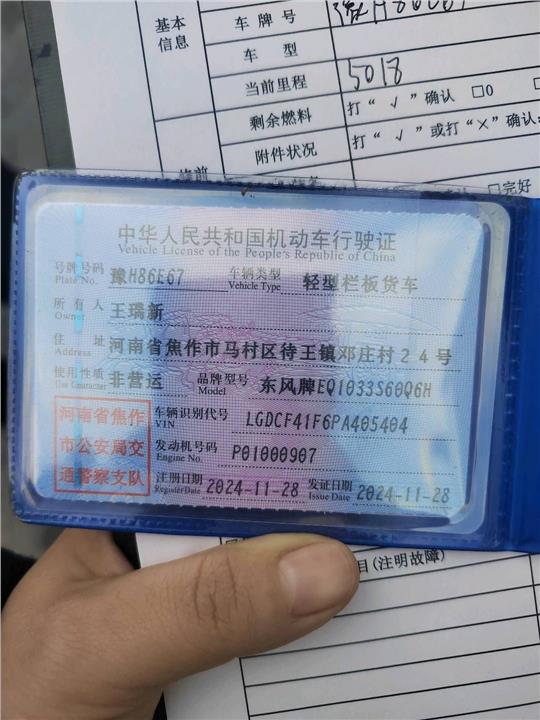 基本
信息
车牌号
车型
当前里程
5018
剩余燃料
打“√”确认 □0
附件状况
打“√”或打“×”确认:
□完好
中华人民共和国机动车行驶证
Vehicle License of the People's Republic of China
号牌号码 豫H86E67 车辆类型 轻型栏板货车
Plate No. Vehicle Type
所有人 王瑞新
Owner
住址 河南省焦作市马村区待王镇邓庄村24号
Address
使用性质 非营运 品牌型号 东风牌EQ1033S60Q6H
Use Character Model
河南省焦作
市公安局交
通警察支队
车辆识别代号 LGDCF41F6PA405404
VIN
发动机号码 P01000907
Engine No.
注册日期 2024-11-28 发证日期 2024-11-28
Register Date Issue Date
目(注明故障)